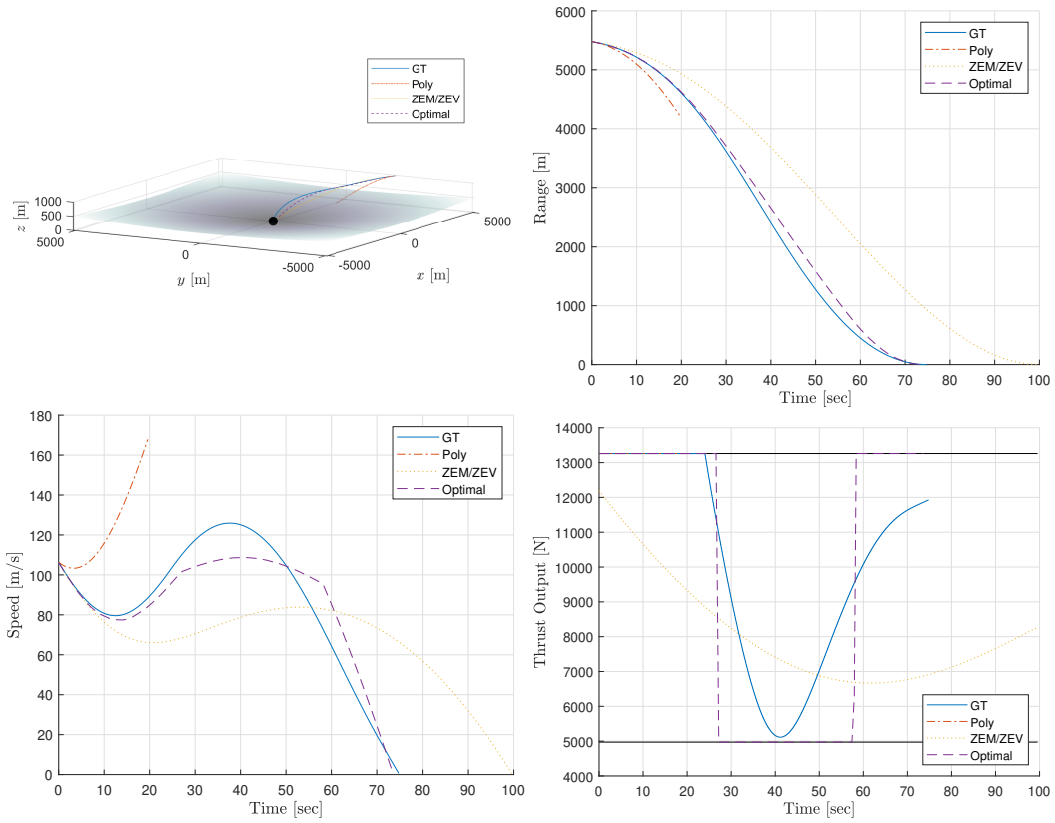 GT
Poly
ZEM/ZEV
Optimal
z [m]
1000
500
0
5000
0
-5000
y [m]
-5000
0
5000
x [m]
6000
5000
4000
3000
2000
1000
0
Range [m]
GT
Poly
ZEM/ZEV
Optimal
0 10 20 30 40 50 60 70 80 90 100
Time [sec]
180
160
140
120
100
80
60
40
20
0
Speed [m/s]
GT
Poly
ZEM/ZEV
Optimal
0 10 20 30 40 50 60 70 80 90 100
Time [sec]
14000
13000
12000
11000
10000
9000
8000
7000
6000
5000
4000
Thrust Output [N]
GT
Poly
ZEM/ZEV
Optimal
0 10 20 30 40 50 60 70 80 90 100
Time [sec]